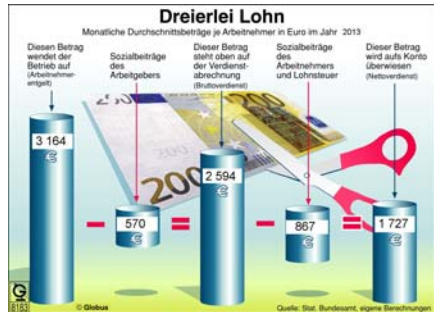 Dreierlei Lohn
Monatliche Durchschnittsbeträge je Arbeitnehmer in Euro im Jahr 2013
Diesen Betrag
wendet der
Betrieb auf
(Arbeitnehmer-
entgelt)
Sozialbeiträge
des
Arbeitgebers
Dieser Betrag
steht oben auf
der Verdienst-
abrechnung
(Bruttoverdienst)
Sozialbeiträge
des
Arbeitnehmers
und Lohnsteuer
Dieser Betrag
wird aufs Konto
überwiesen
(Nettoverdienst)
200
200
3 164
€
–
570
€
=
2 594
€
–
867
€
=
1 727
€
G
8183
© Globus
Quelle: Stat. Bundesamt, eigene Berechnungen